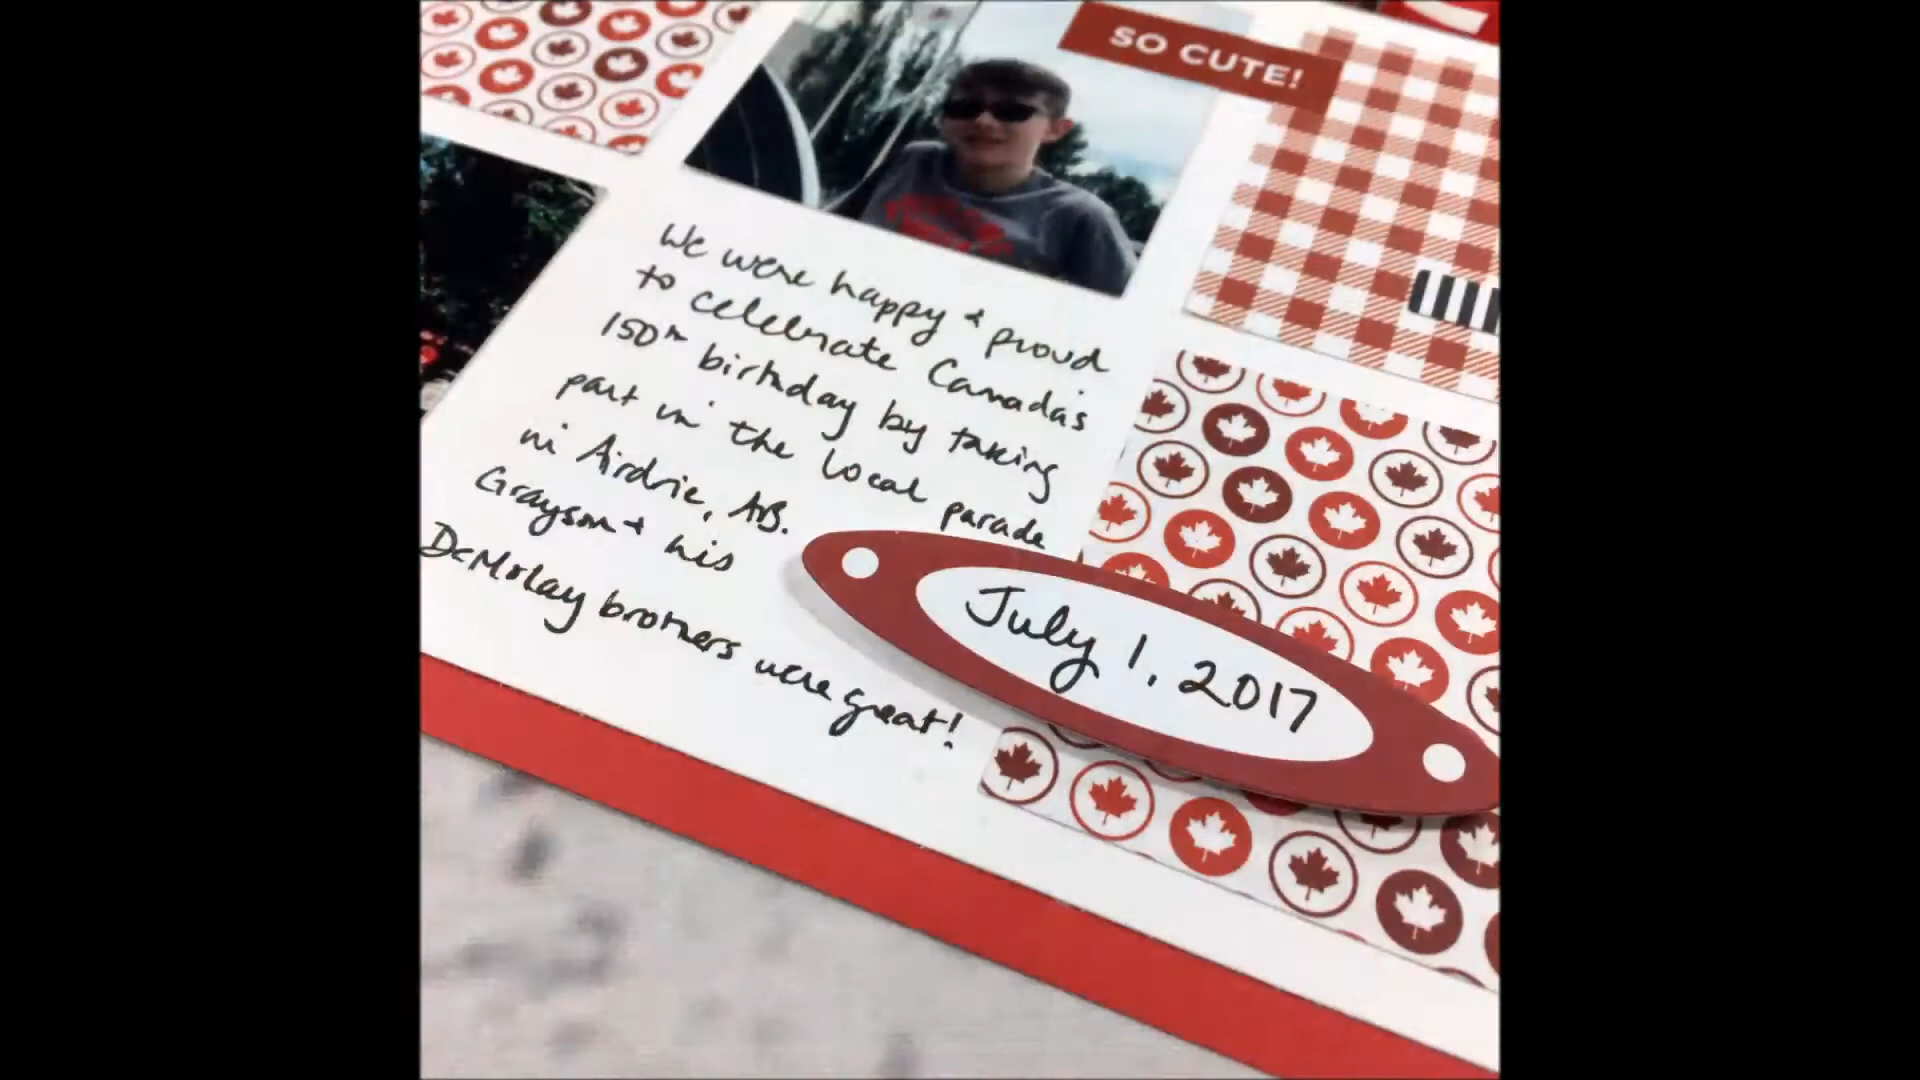 SO CUTE!
We were happy + proud
to celebrate Canada's
150th birthday by taking
part in the local parade
in Airdrie, AB.
Grayson + his
DeMolay brothers were great!
July 1, 2017